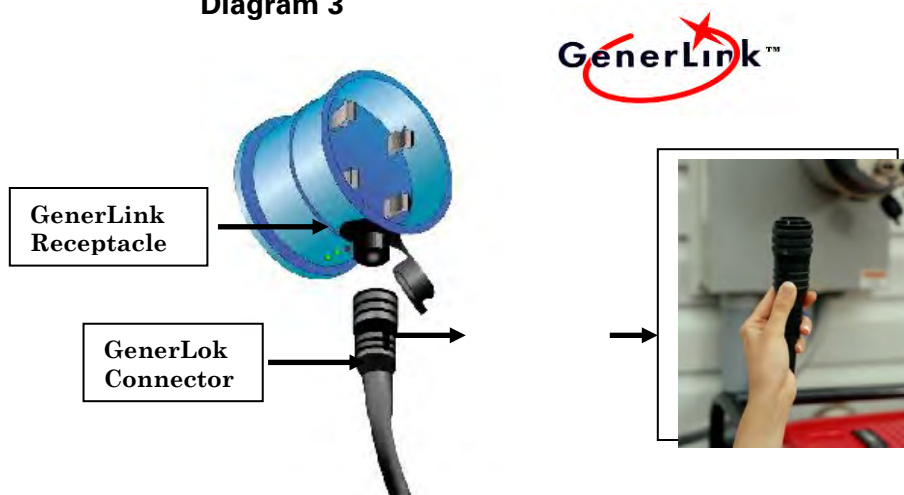 Diagram 3
GenerLink™
GenerLink
Receptacle
GenerLok
Connector